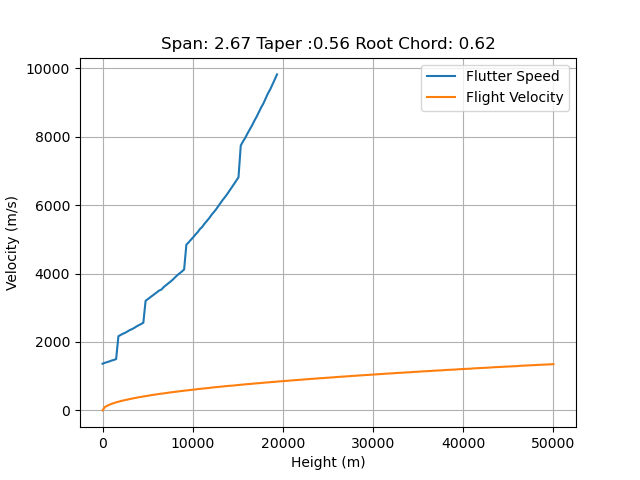 Span: 2.67 Taper :0.56 Root Chord: 0.62
Flutter Speed
Flight Velocity
Velocity (m/s)
10000
8000
6000
4000
2000
0
0 10000 20000 30000 40000 50000
Height (m)